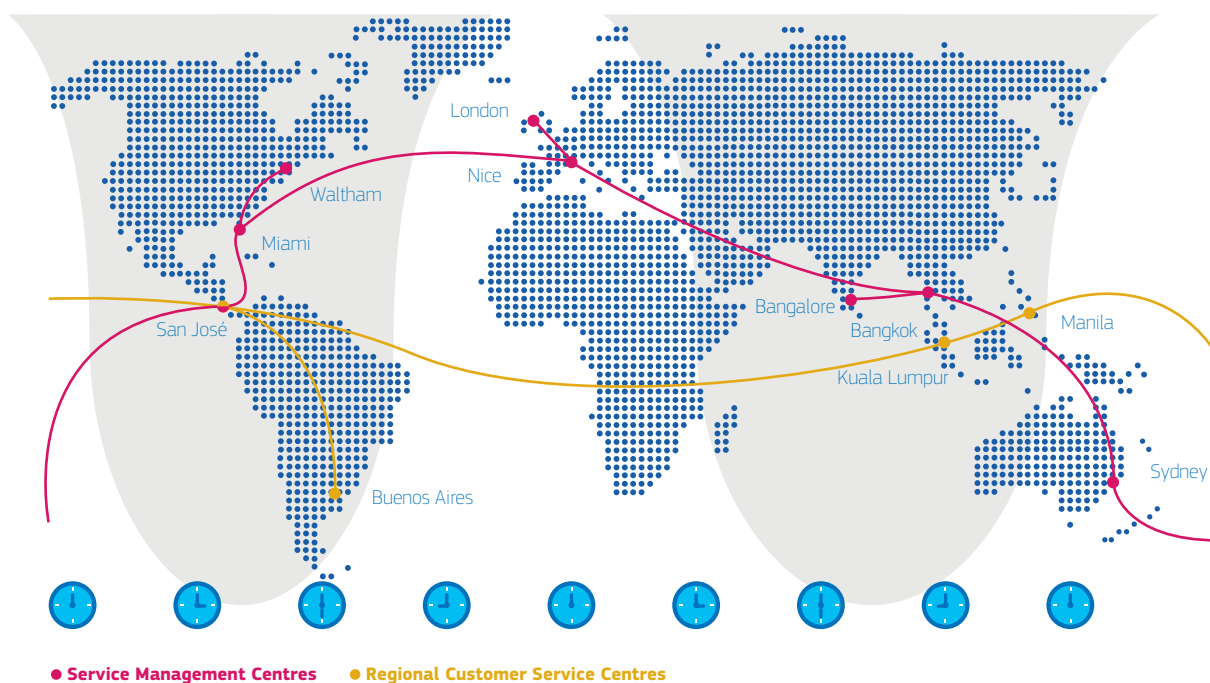 London
Nice
Waltham
Miami
San José
Bangalore
Bangkok
Manila
Kuala Lumpur
Sydney
Buenos Aires
Service Management Centres
Regional Customer Service Centres